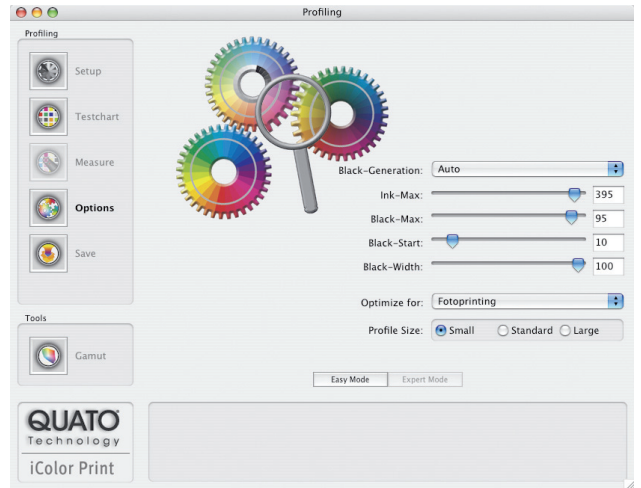 Profiling
Profiling
Setup
Testchart
Measure
Options
Save
Tools
Gamut
Black-Generation: Auto
Ink-Max: 395
Black-Max: 95
Black-Start: 10
Black-Width: 100
Optimize for: Fotoprinting
Profile Size: Small Standard Large
Easy Mode Expert Mode
QUATO
Technology
iColor Print